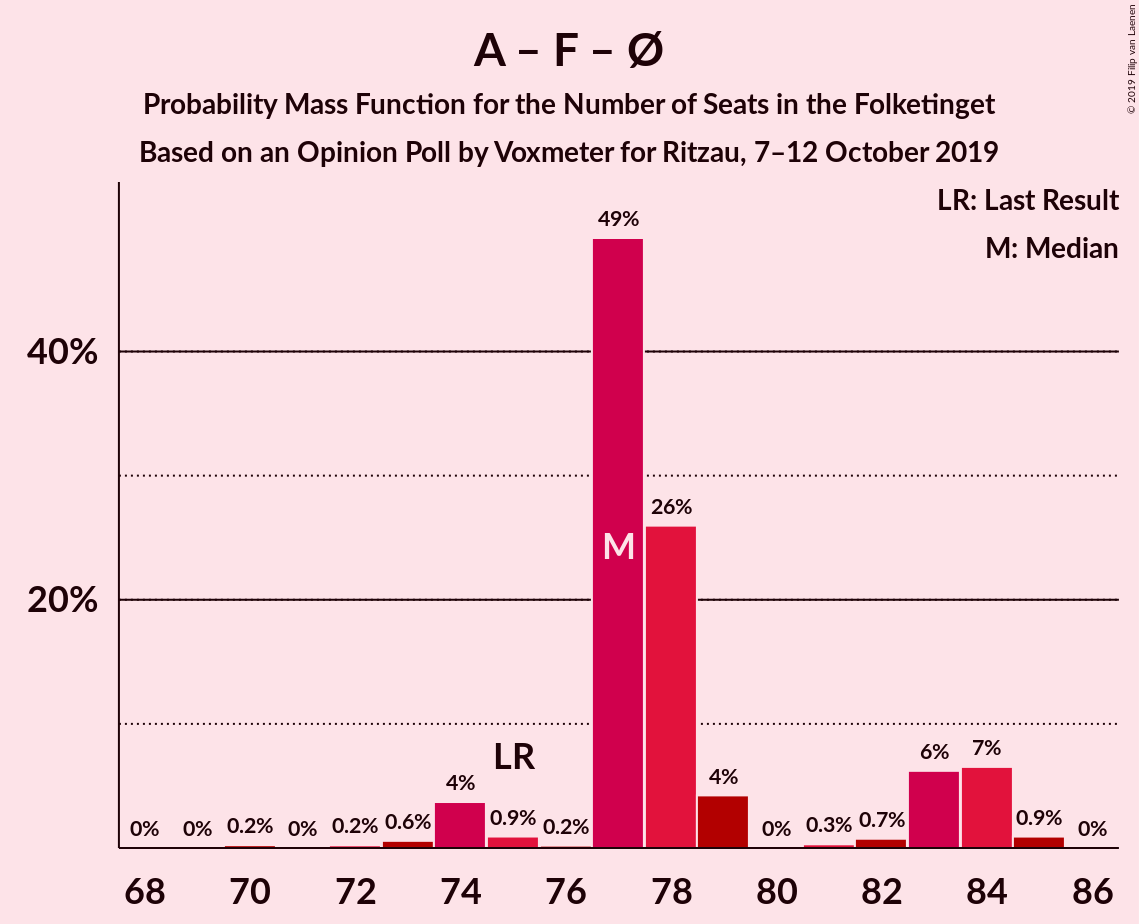 A – F – Ø
Probability Mass Function for the Number of Seats in the Folketinget
Based on an Opinion Poll by Voxmeter for Ritzau, 7–12 October 2019
© 2019 Filip van Laenen
LR: Last Result
M: Median
49%
40%
26%
M
20%
LR
0% 0% 0.2% 0% 0.2% 0.6% 4% 0.9% 0.2% 4% 0% 0.3% 0.7% 6% 7% 0.9% 0%
68 70 72 74 76 78 80 82 84 86